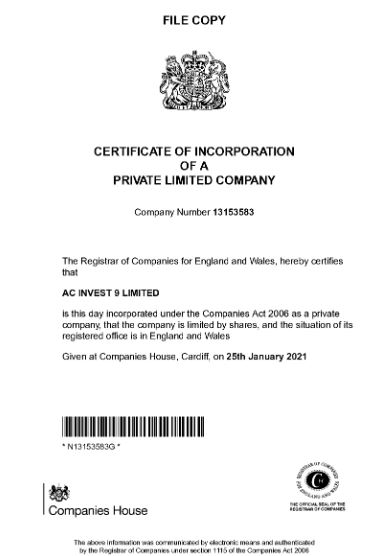 FILE COPY
CERTIFICATE OF INCORPORATION
OF A
PRIVATE LIMITED COMPANY
Company Number 13153583
The Registrar of Companies for England and Wales, hereby certifies
that
AC INVEST 9 LIMITED
is this day incorporated under the Companies Act 2006 as a private
company, that the company is limited by shares, and the situation of its
registered office is in England and Wales
Given at Companies House, Cardiff, on 25th January 2021
* N13153583G *
Companies House
REGISTRAR OF COMPANIES
ENGLAND AND WALES
C H
THE OFFICIAL SEAL OF THE
REGISTRAR OF COMPANIES
The above information was communicated by electronic means and authenticated
by the Registrar of Companies under section 1115 of the Companies Act 2006